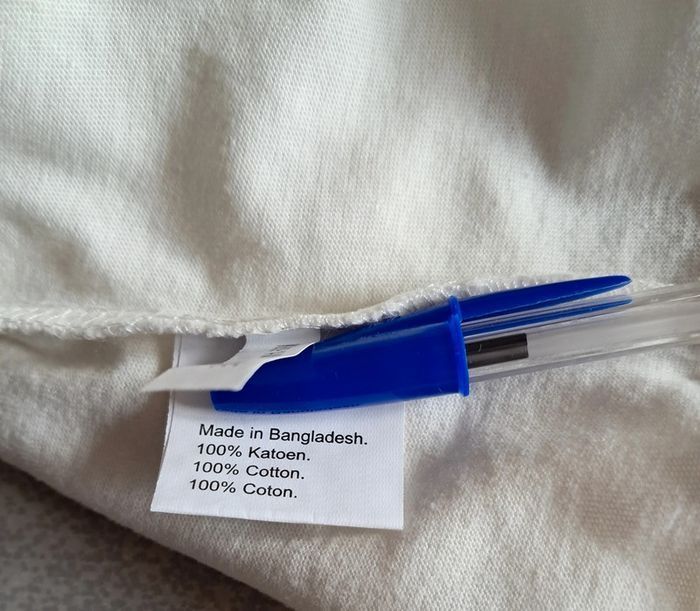 Made in Bangladesh.
100% Katoen.
100% Cotton.
100% Coton.